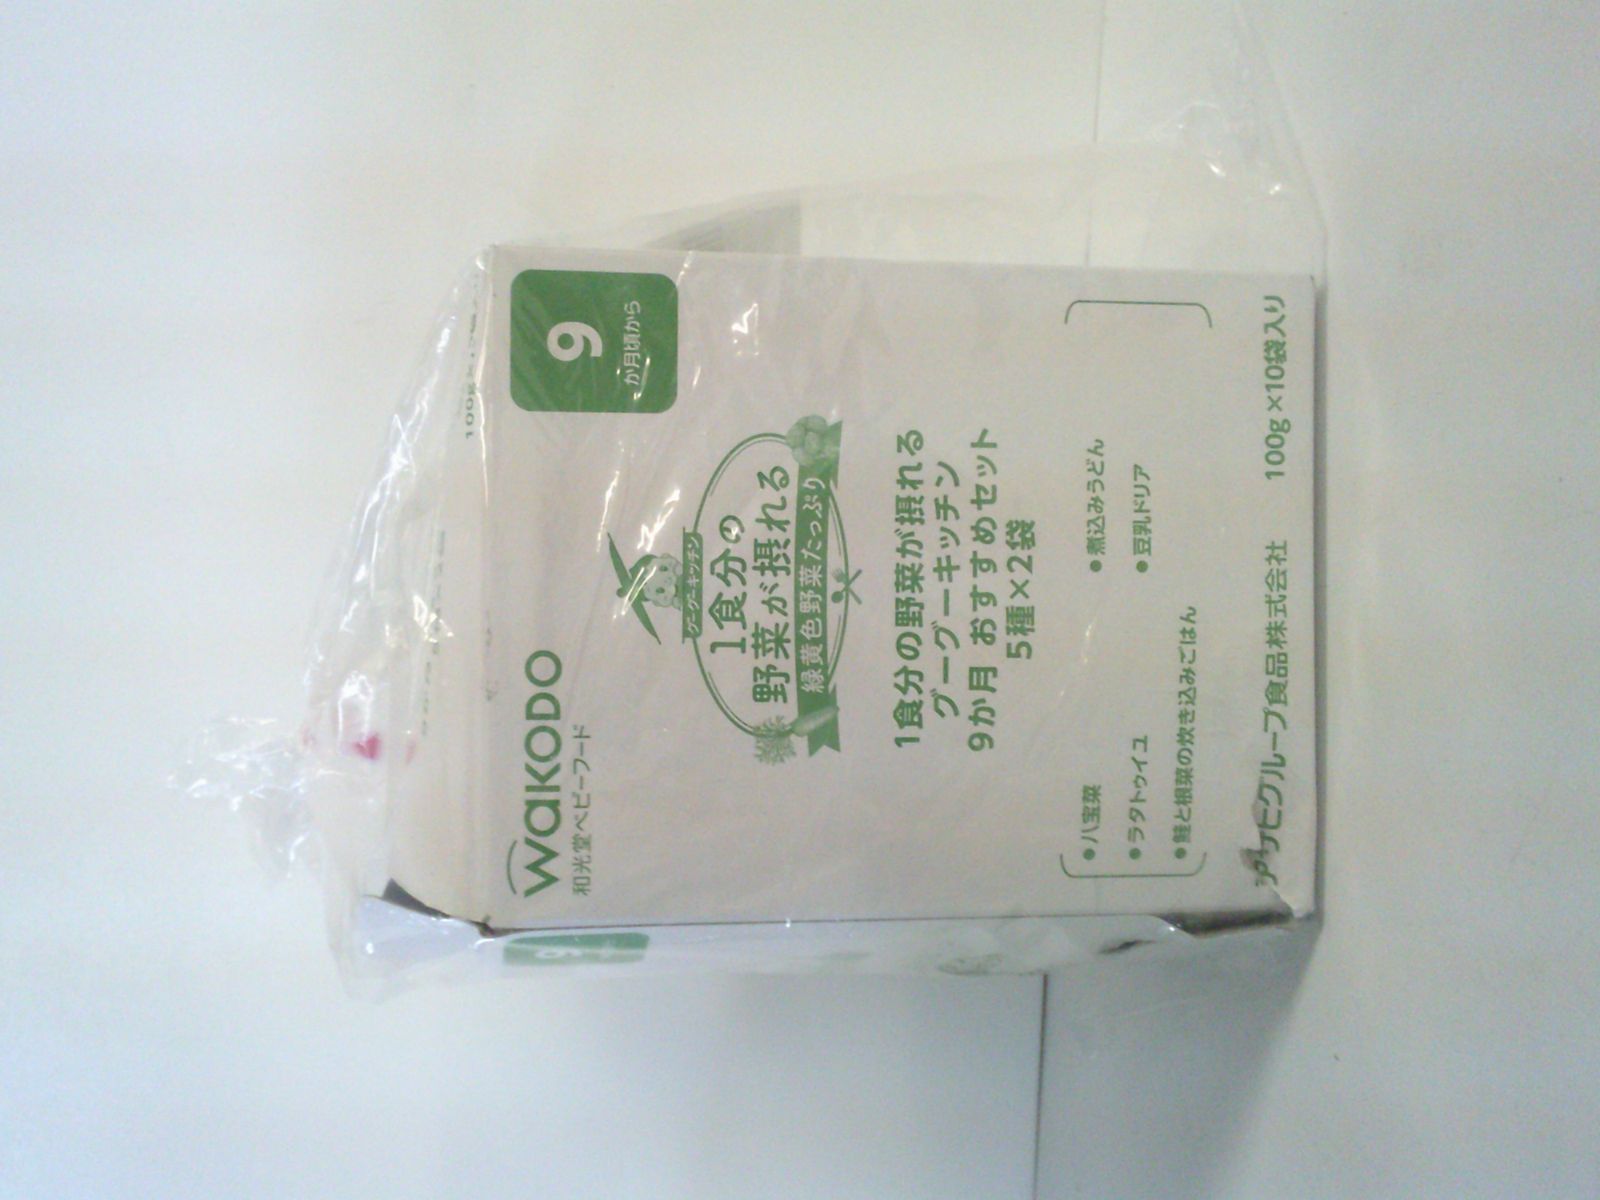 wakodo
和光堂ベビーフード
9
か月頃から
グーグーキッチン
1食分の
野菜が摂れる
緑黄色野菜たっぷり
1食分の野菜が摂れる
グーグーキッチン
9か月 おすすめセット
5種×2袋
●八宝菜
●煮込みうどん
●ラタトゥイユ
●豆乳ドリア
●鮭と根菜の炊き込みごはん
アサヒグループ食品株式会社
100g×10袋入り